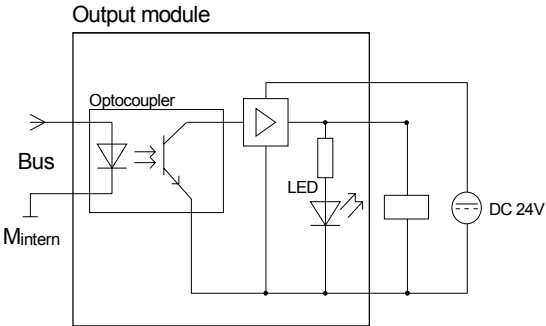 Output module
Optocoupler
Bus
LED
DC 24V
Mintern